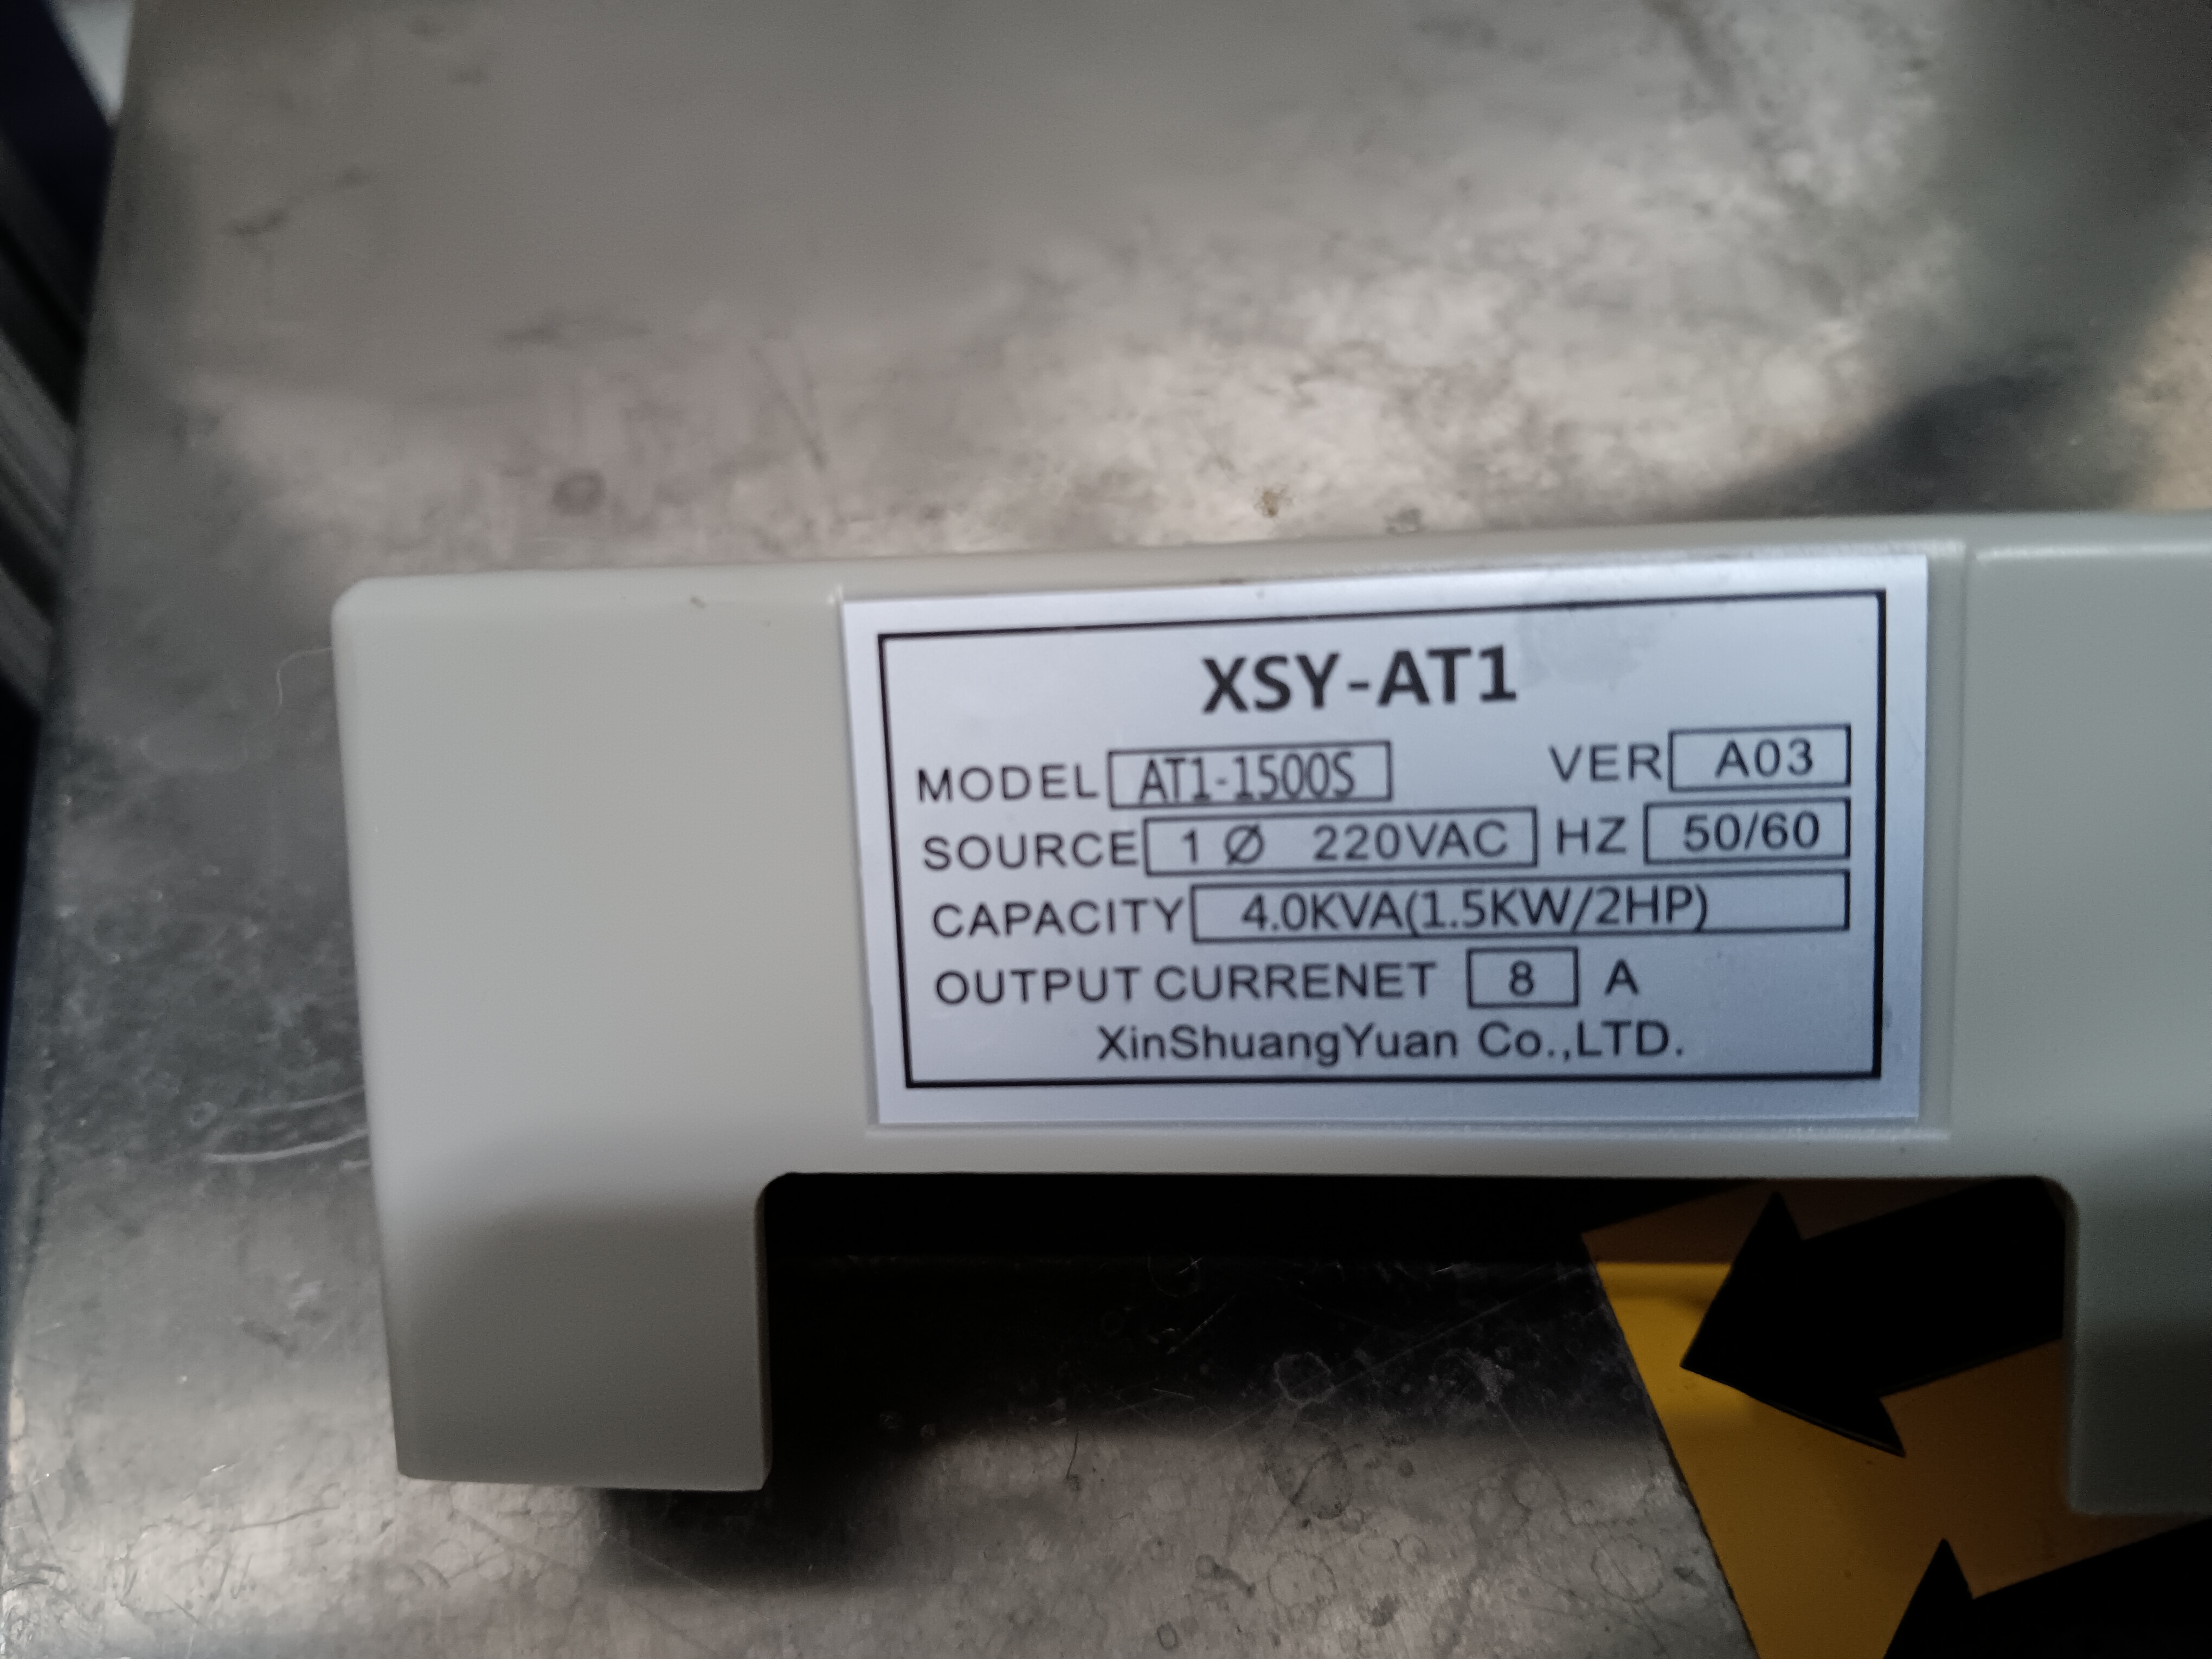 XSY-AT1
MODEL AT1-1500S VER A03
SOURCE 1 Ø 220VAC HZ 50/60
CAPACITY 4.0KVA(1.5KW/2HP)
OUTPUT CURRENET 8 A
XinShuangYuan Co.,LTD.